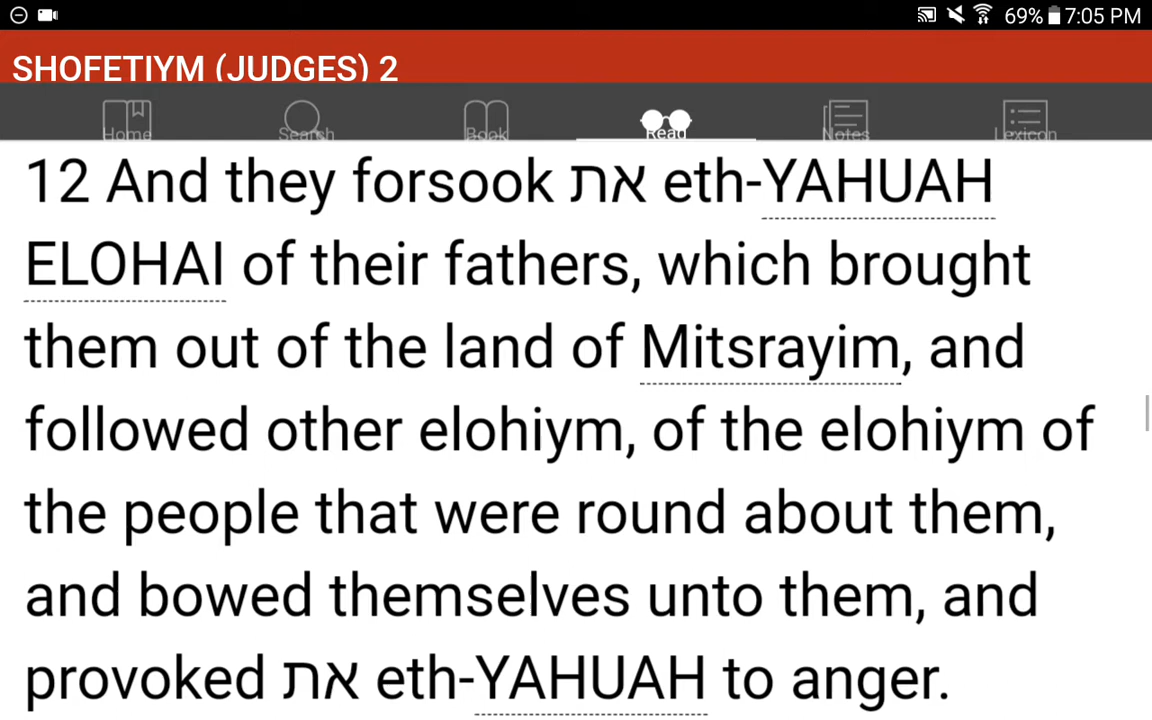 69% 7:05 PM
SHOFETIYM (JUDGES) 2
Home Search Book Read Notes Lexicon
12 And they forsook את eth-YAHUAH
ELOHAI of their fathers, which brought
them out of the land of Mitsrayim, and
followed other elohiym, of the elohiym of
the people that were round about them,
and bowed themselves unto them, and
provoked את eth-YAHUAH to anger.